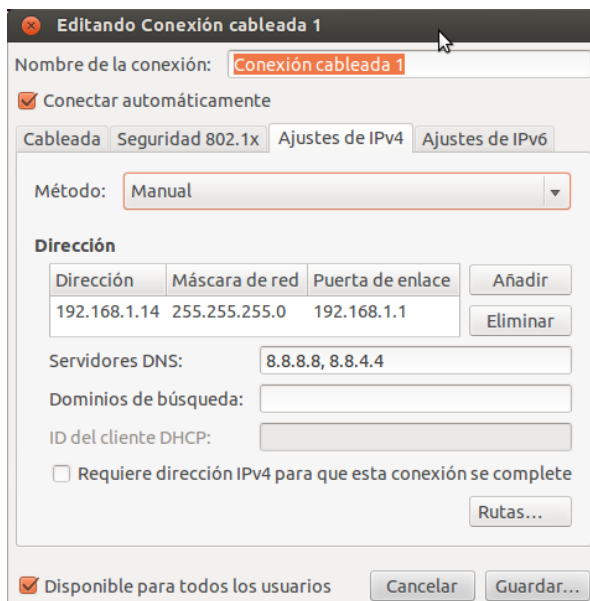 Editando Conexión cableada 1
Nombre de la conexión: Conexión cableada 1
Conectar automáticamente
Cableada Seguridad 802.1x Ajustes de IPv4 Ajustes de IPv6
Método: Manual
Dirección
Dirección Máscara de red Puerta de enlace Añadir
192.168.1.14 255.255.255.0 192.168.1.1
Eliminar
Servidores DNS: 8.8.8.8, 8.8.4.4
Dominios de búsqueda:
ID del cliente DHCP:
Requiere dirección IPv4 para que esta conexión se complete
Rutas...
Disponible para todos los usuarios Cancelar Guardar...